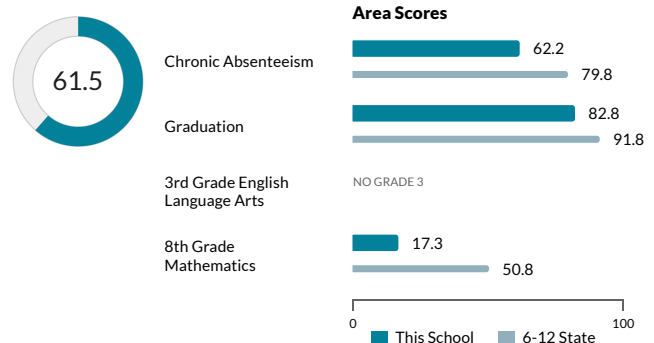 Area Scores
61.5
Chronic Absenteeism
62.2
79.8
Graduation
82.8
91.8
3rd Grade English
Language Arts
NO GRADE 3
8th Grade
Mathematics
17.3
50.8
0
100
This School
6-12 State